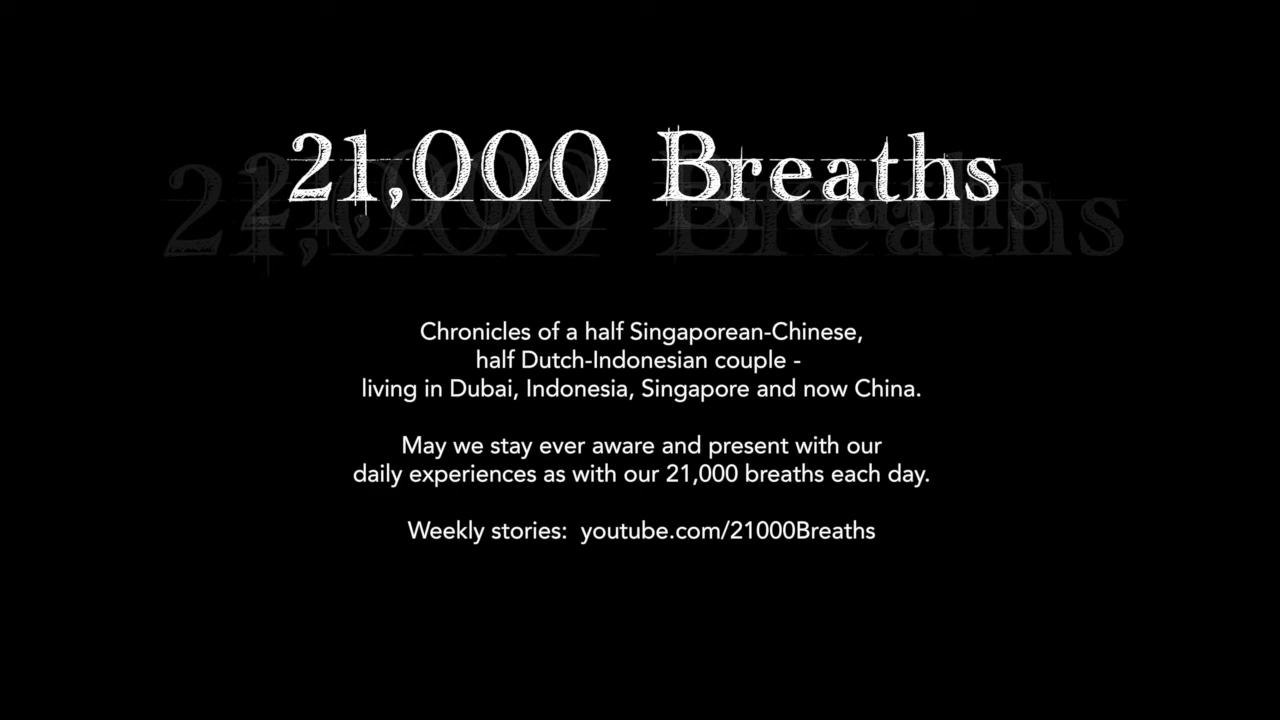 21,000 Breaths
Chronicles of a half Singaporean-Chinese,
half Dutch-Indonesian couple -
living in Dubai, Indonesia, Singapore and now China.
May we stay ever aware and present with our
daily experiences as with our 21,000 breaths each day.
Weekly stories:  youtube.com/21000Breaths